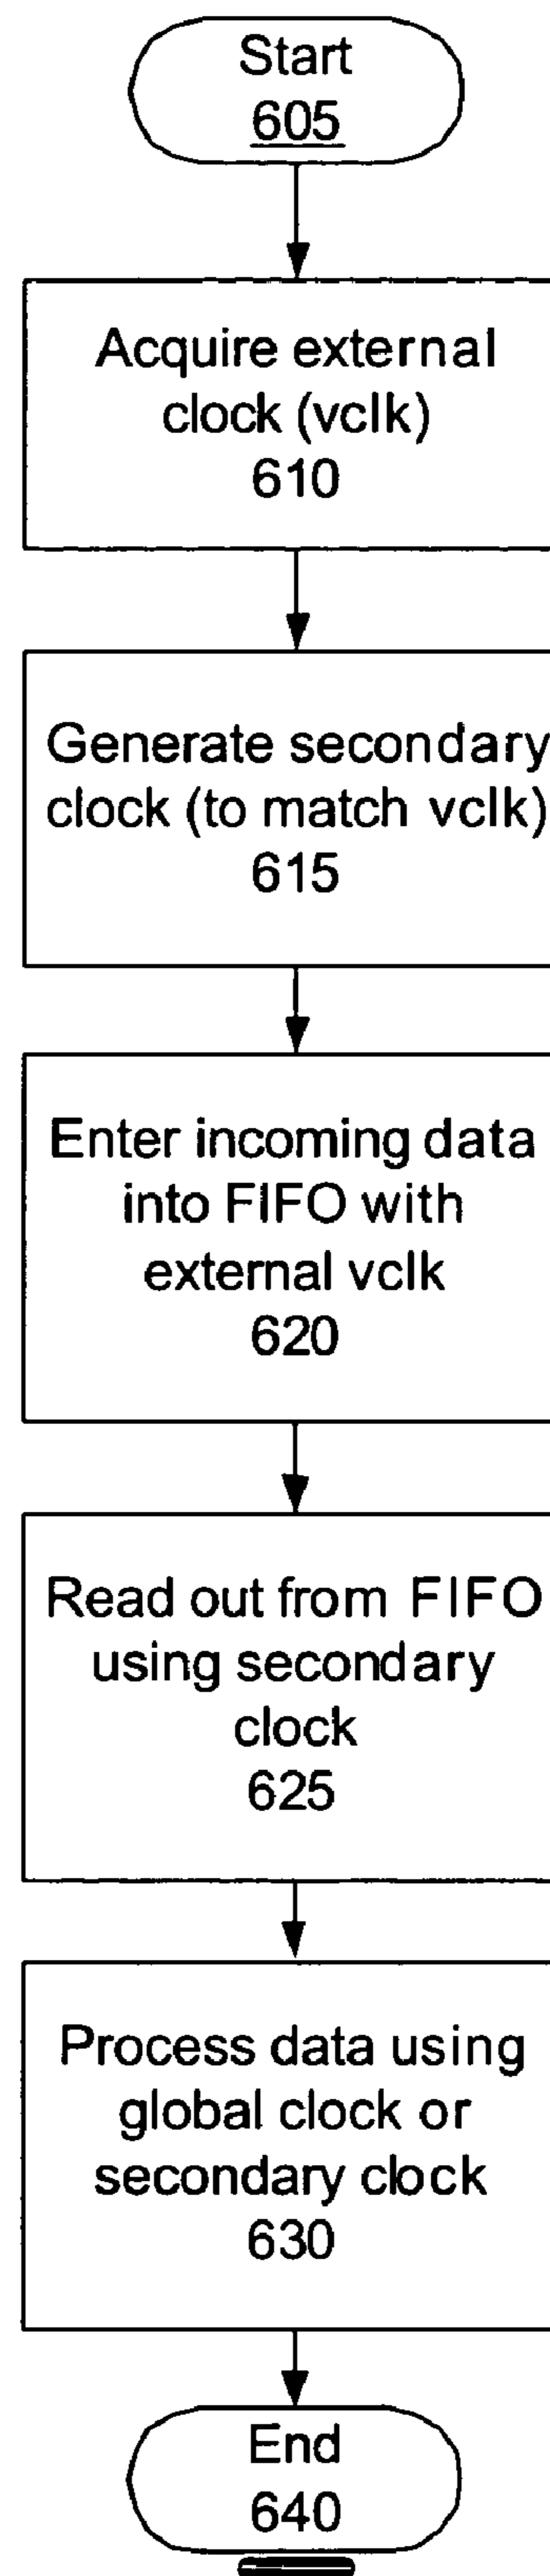 Start
605
Acquire external
clock (vclk)
610
Generate secondary
clock (to match vclk)
615
Enter incoming data
into FIFO with
external vclk
620
Read out from FIFO
using secondary
clock
625
Process data using
global clock or
secondary clock
630
End
640